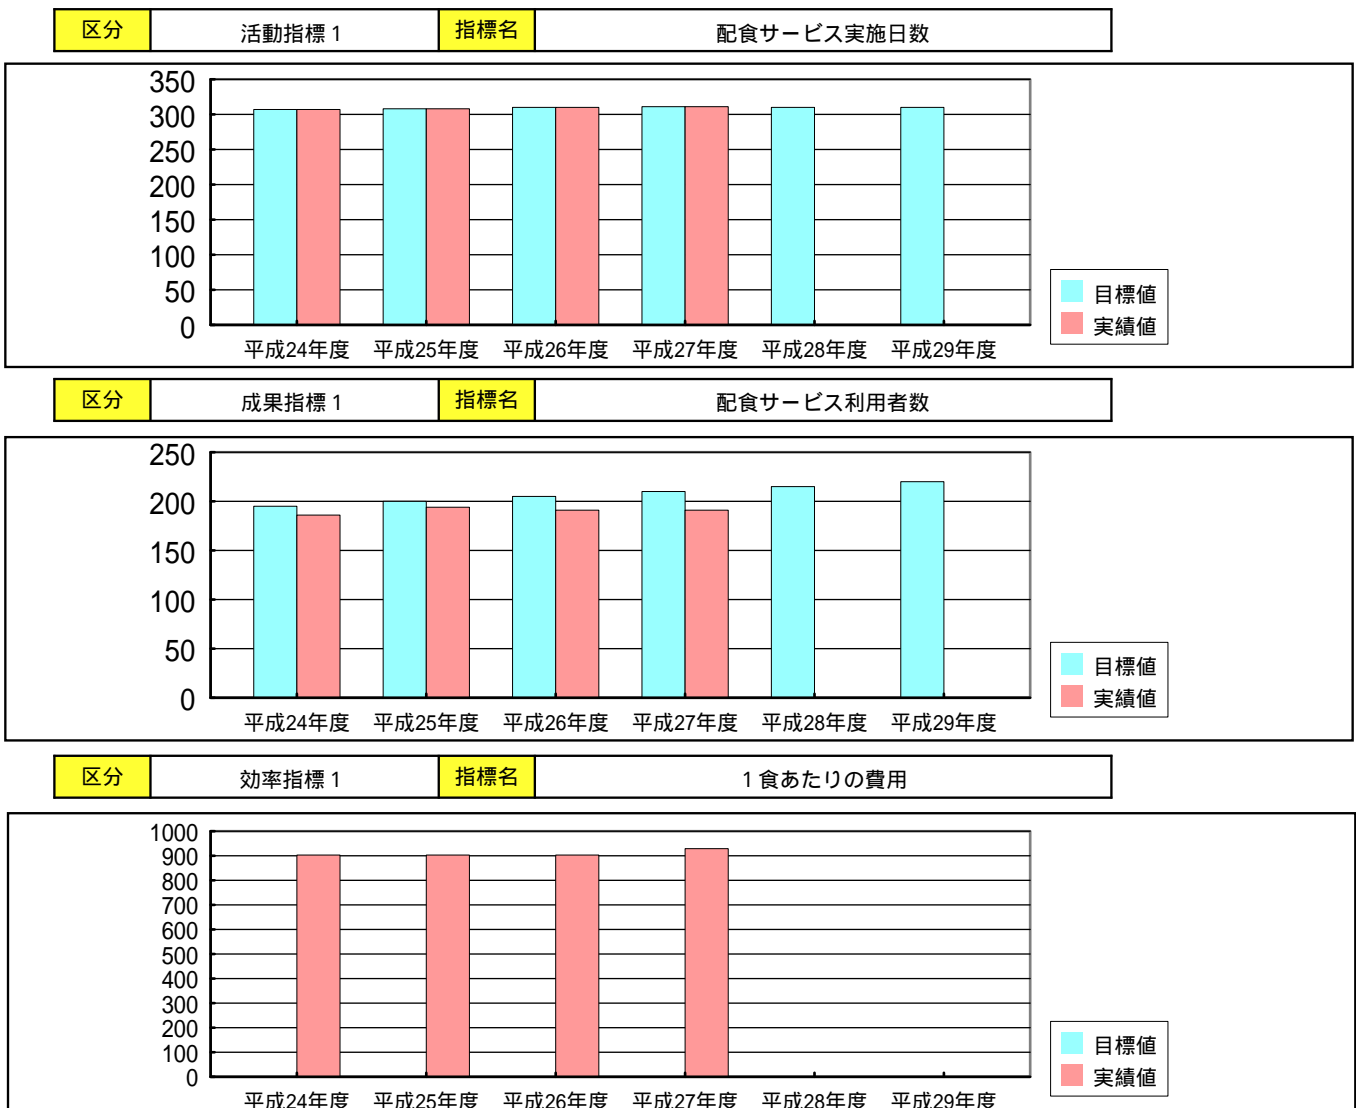 区分 活動指標１ 指標名 配食サービス実施日数
350
300
250
200
150
100
50
0
平成24年度 平成25年度 平成26年度 平成27年度 平成28年度 平成29年度
目標値
実績値
区分 成果指標１ 指標名 配食サービス利用者数
250
200
150
100
50
0
平成24年度 平成25年度 平成26年度 平成27年度 平成28年度 平成29年度
目標値
実績値
区分 効率指標１ 指標名 １食あたりの費用
1000
900
800
700
600
500
400
300
200
100
0
平成24年度 平成25年度 平成26年度 平成27年度 平成28年度 平成29年度
目標値
実績値